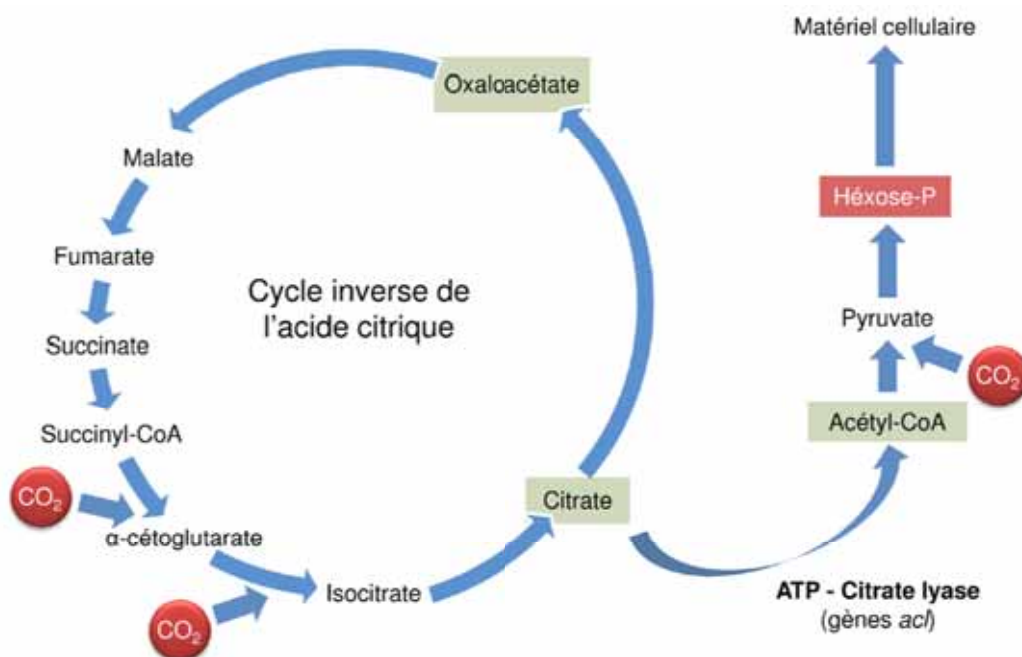 Matériel cellulaire
Oxaloacétate
Malate
Héxose-P
Fumarate
Cycle inverse de
l'acide citrique
Pyruvate
Succinate
CO₂
Acétyl-CoA
Succinyl-CoA
CO₂
Citrate
α-cétoglutarate
Isocitrate
CO₂
ATP - Citrate lyase
(gènes acl)